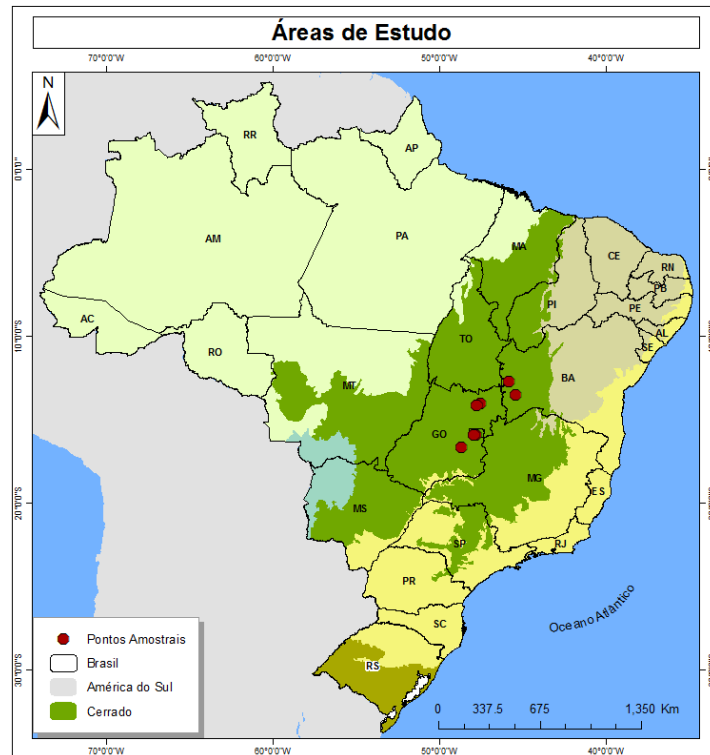 Áreas de Estudo
70°0'0"W 60°0'0"W 50°0'0"W 40°0'0"W
N
RR
AP
0°0'0"
AM
PA
MA
CE
RN
PB
PI
PE
AC
AL
SE
TO
RO
BA
MT
GO
MG
ES
MS
SP
RJ
PR
Oceano Atlântico
SC
RS
Pontos Amostrais
Brasil
América do Sul
Cerrado
0 337.5 675 1,350 Km
10°0'0"S
20°0'0"S
30°0'0"S
70°0'0"W 60°0'0"W 50°0'0"W 40°0'0"W